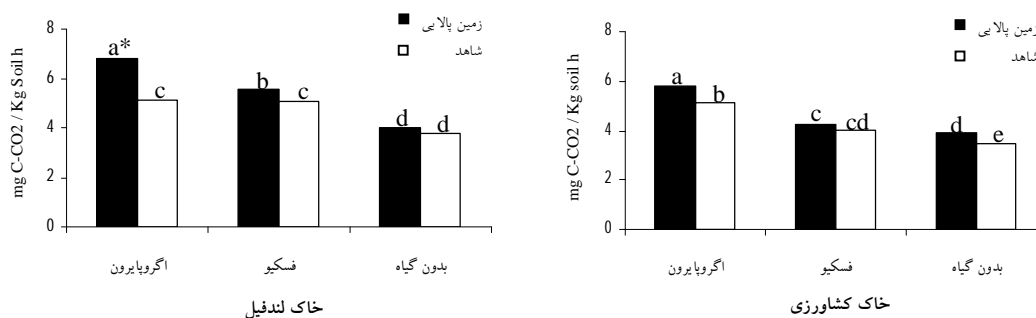 زمین پالایی
شاهد
mg C-CO2 / Kg Soil h
8
6
4
2
0
a*
c
b
c
d
d
اگروپایرون
فسکیو
بدون گیاه
خاک لندفیل
زمین پالایی
شاهد
mg C-CO2 / Kg soil h
8
6
4
2
0
a
b
c
cd
d
e
اگروپایرون
فسکیو
بدون گیاه
خاک کشاورزی